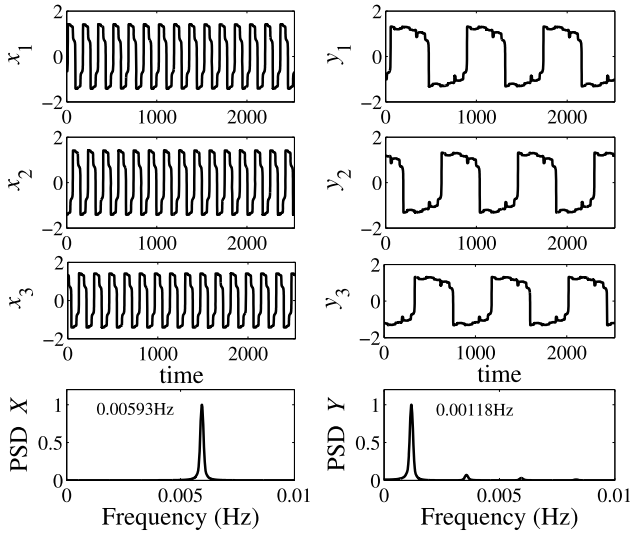 2 2
x1 0 y1 0
−2 −2
0 1000 2000 0 1000 2000
2 2
x2 0 y2 0
−2 −2
0 1000 2000 0 1000 2000
2 2
x3 0 y3 0
−2 −2
0 1000 2000 0 1000 2000
time time
1 0.00593Hz 1 0.00118Hz
PSD X 0.5 PSD Y 0.5
0 0
0 0.005 0.01 0 0.005 0.01
Frequency (Hz) Frequency (Hz)